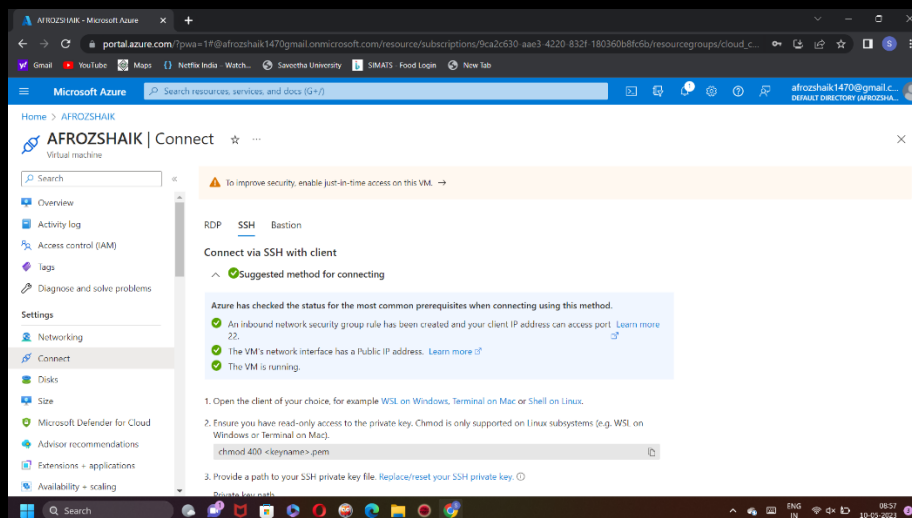 AFROZSHAIK - Microsoft Azure
portal.azure.com/?pwa=1#@afrozshaik1470gmail.onmicrosoft.com/resource/subscriptions/9ca2c630-aae3-4220-832f-180360b8fc6b/resourcegroups/cloud_c...
S
Gmail YouTube Maps Netflix India - Watch... Saveetha University SIMATS - Food Login New Tab
Microsoft Azure Search resources, services, and docs (G+/) 1 afrozshaik1470@gmail.c...
DEFAULT DIRECTORY (AFROZSHA...
Home > AFROZSHAIK
AFROZSHAIK | Connect
Virtual machine
Search
Overview
Activity log
Access control (IAM)
Tags
Diagnose and solve problems
Settings
Networking
Connect
Disks
Size
Microsoft Defender for Cloud
Advisor recommendations
Extensions + applications
Availability + scaling
To improve security, enable just-in-time access on this VM. →
RDP SSH Bastion
Connect via SSH with client
Suggested method for connecting
Azure has checked the status for the most common prerequisites when connecting using this method.
An inbound network security group rule has been created and your client IP address can access port Learn more
22.
The VM's network interface has a Public IP address. Learn more
The VM is running.
1. Open the client of your choice, for example WSL on Windows, Terminal on Mac or Shell on Linux.
2. Ensure you have read-only access to the private key. Chmod is only supported on Linux subsystems (e.g. WSL on
Windows or Terminal on Mac).
chmod 400 <keyname>.pem
3. Provide a path to your SSH private key file. Replace/reset your SSH private key.
Private key path
Search
ENG
IN
08:57
10-05-2023